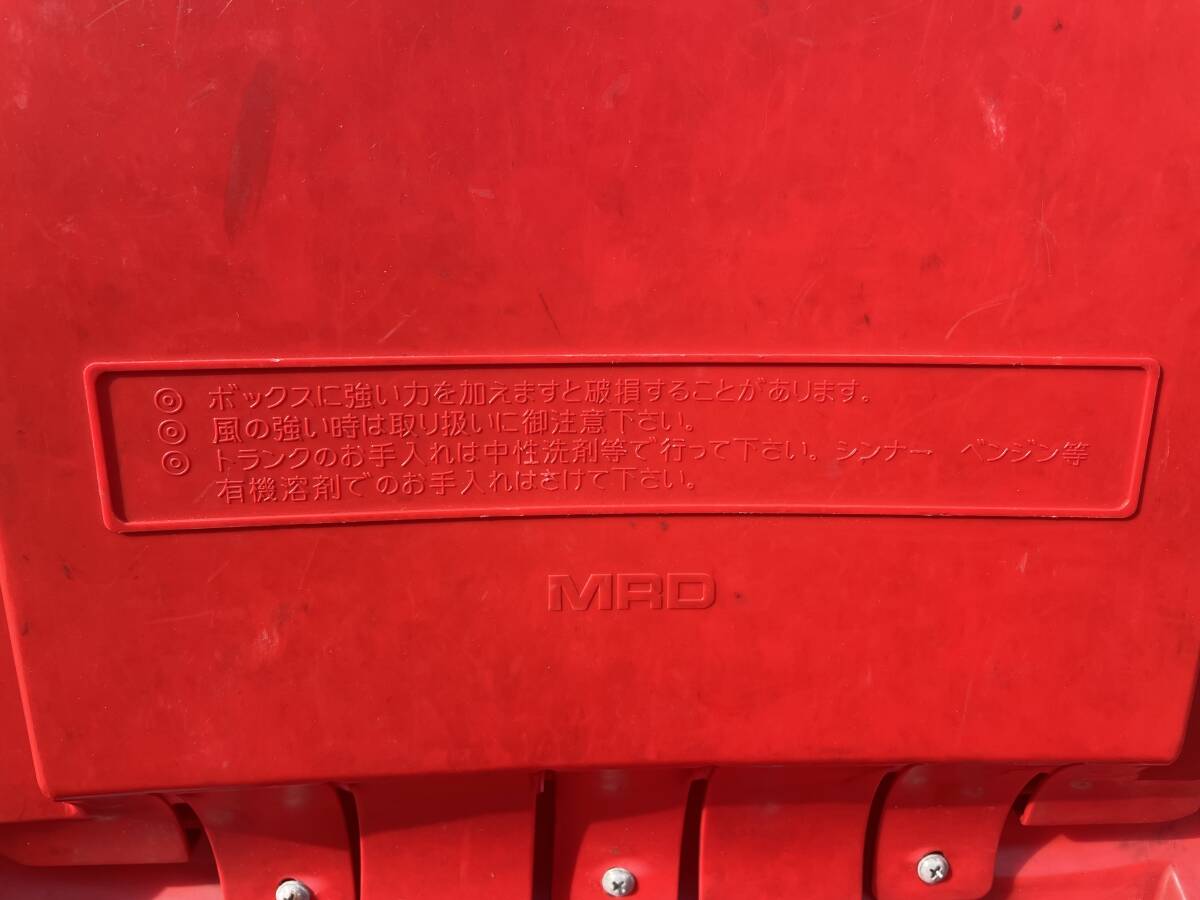 ◎ ボックスに強い力を加えますと破損することがあります。
◎ 風の強い時は取り扱いに御注意下さい。
◎ トランクのお手入れは中性洗剤等で行って下さい。シンナー ベンジン等
有機溶剤でのお手入れはさけて下さい。
MRD